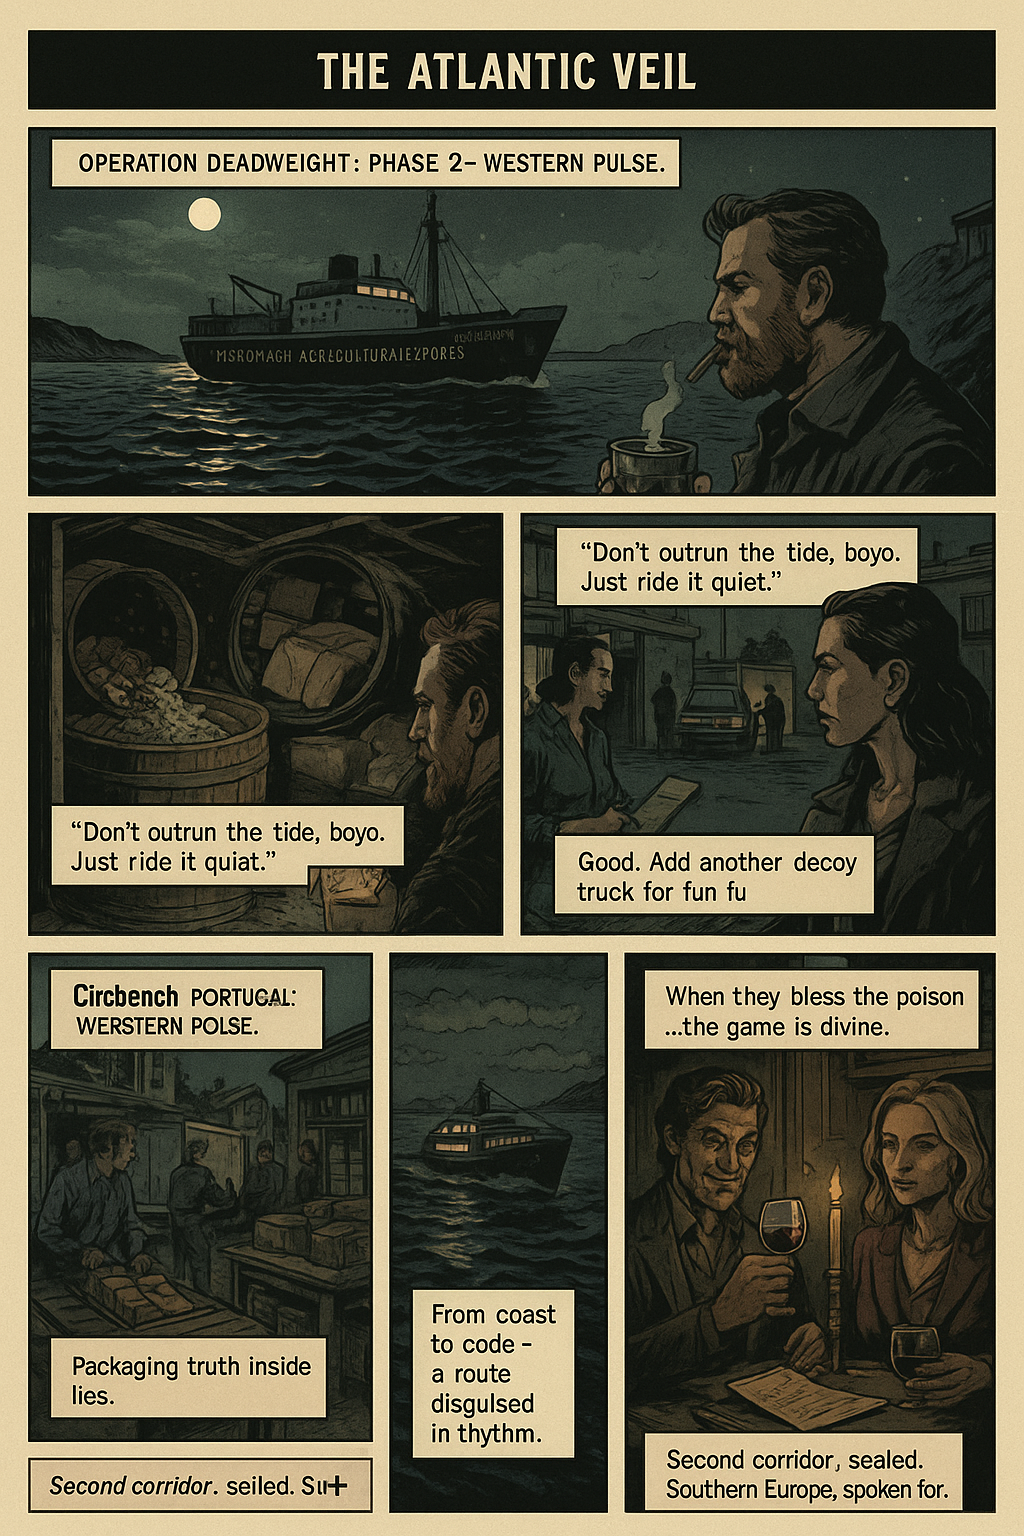 THE ATLANTIC VEIL
OPERATION DEADWEIGHT: PHASE 2– WESTERN PULSE.
MSROMAGH
“Don't outrun the tide, boyo.
Just ride it quiat.”
“Don't outrun the tide, boyo.
Just ride it quiet.”
Good. Add another decoy
truck for fun fu
Circbench PORTUGAL:
WERSTERN POLSE.
Packaging truth inside
lies.
Second corridor. seiled. Su+
From coast
to code –
a route
disgulsed
in thythm.
When they bless the poison
...the game is divine.
Second corridor, sealed.
Southern Europe, spoken for.